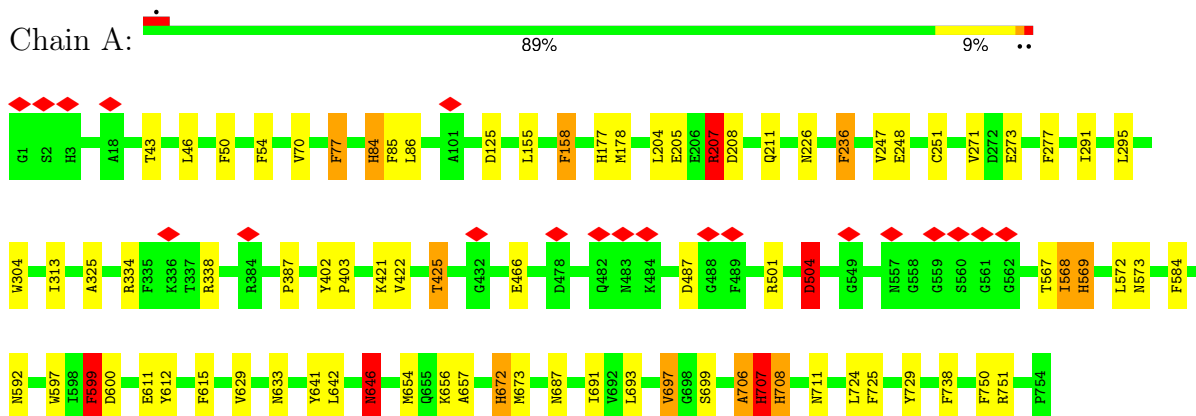 Chain A:
89% 9%
G1 S2 H3 A18 T43 L46 F50 F54 V70 F77 H84 F85 L86 A101 D125 L155 F158 H177 M178 L204 E205 E206 R207 D208 Q211 N226 F236 V247 E248 C251 V271 D272 E273 F277 I291 L295
W304 I313 A325 R334 F335 K336 T337 R338 R384 P387 Y402 P403 K421 V422 T425 G432 E466 D478 Q482 N483 K484 D487 G488 F489 R501 D504 G549 N557 G558 G559 S560 G561 G562 T567 I568 H569 L572 N573 F584
N592 W597 I598 F599 D600 E611 Y612 F615 V629 N633 Y641 L642 N646 M654 Q655 K656 A657 H672 M673 N687 I691 V692 L693 V697 G698 S699 A706 H707 H708 N711 L724 F725 Y729 F738 F750 R751 P754